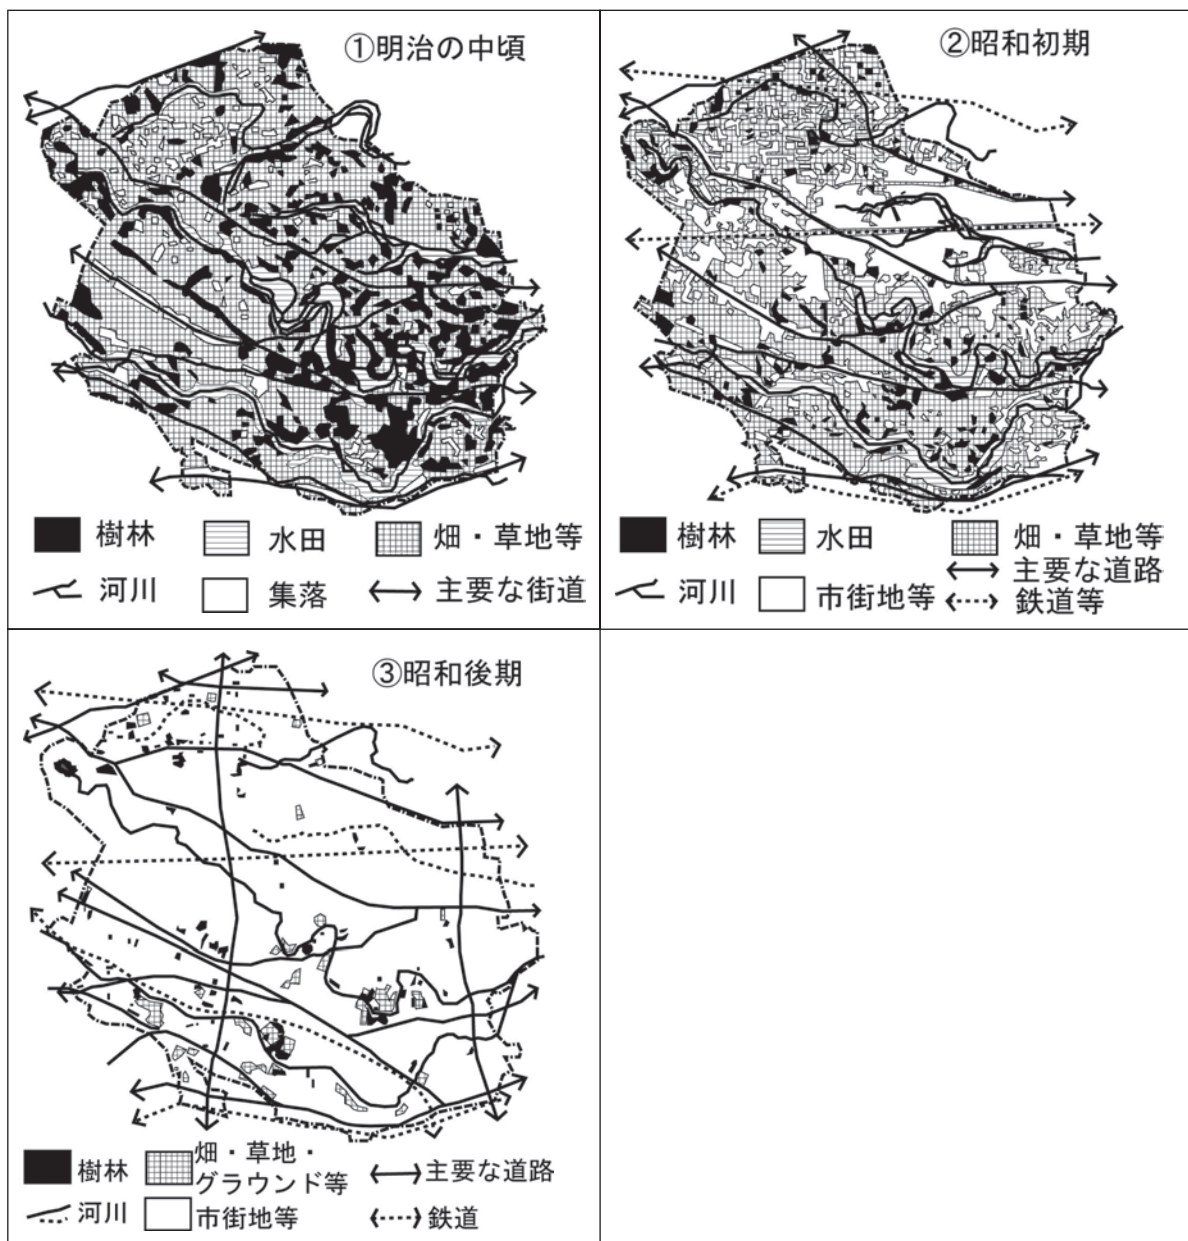 ①明治の中頃
樹林
水田
畑・草地等
河川
集落
主要な街道
②昭和初期
樹林
水田
畑・草地等
主要な道路
河川
市街地等
鉄道等
③昭和後期
樹林
畑・草地・
グラウンド等
主要な道路
河川
市街地等
鉄道